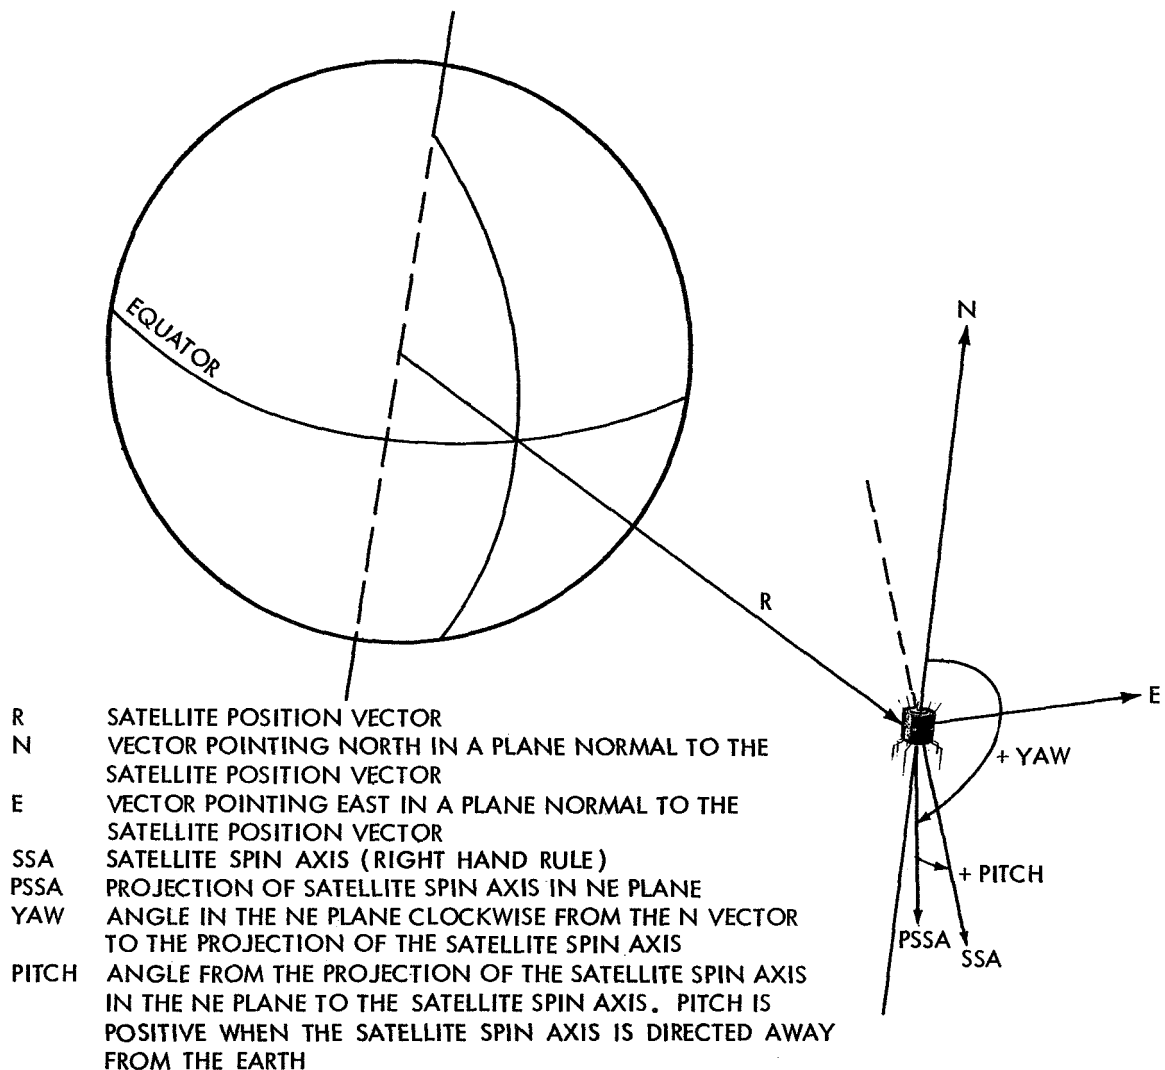 EQUATOR
N
R
E
+ YAW
+ PITCH
PSSA
SSA
R SATELLITE POSITION VECTOR
N VECTOR POINTING NORTH IN A PLANE NORMAL TO THE
SATELLITE POSITION VECTOR
E VECTOR POINTING EAST IN A PLANE NORMAL TO THE
SATELLITE POSITION VECTOR
SSA SATELLITE SPIN AXIS (RIGHT HAND RULE)
PSSA PROJECTION OF SATELLITE SPIN AXIS IN NE PLANE
YAW ANGLE IN THE NE PLANE CLOCKWISE FROM THE N VECTOR
TO THE PROJECTION OF THE SATELLITE SPIN AXIS
PITCH ANGLE FROM THE PROJECTION OF THE SATELLITE SPIN AXIS
IN THE NE PLANE TO THE SATELLITE SPIN AXIS. PITCH IS
POSITIVE WHEN THE SATELLITE SPIN AXIS IS DIRECTED AWAY
FROM THE EARTH